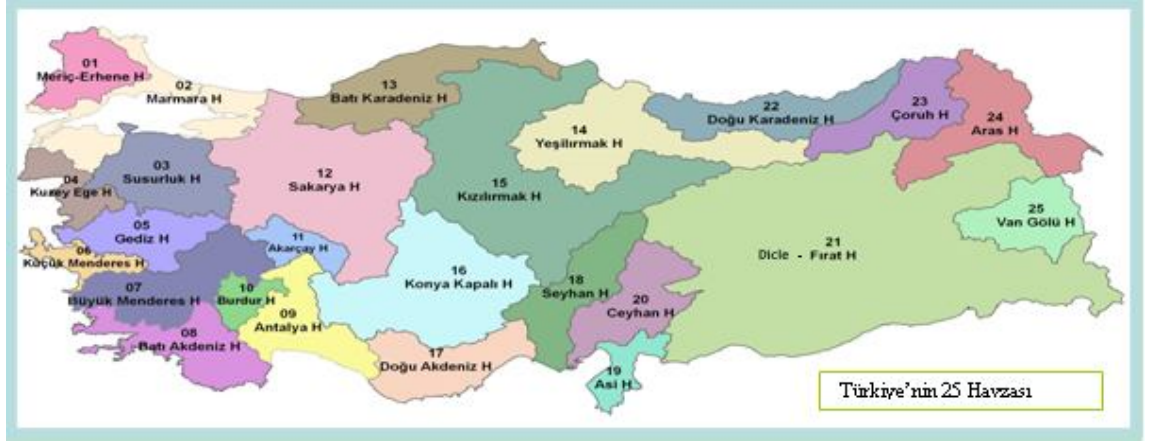 01
Meriç-Erhene H
02
Marmara H
03
Susurluk H
04
Kuzey Ege H
05
Gediz H
06
Küçük Menderes H
07
Büyük Menderes H
08
Batı Akdeniz H
09
Antalya H
10
Burdur H
11
Akarçay H
12
Sakarya H
13
Batı Karadeniz H
14
Yeşilırmak H
15
Kızılırmak H
16
Konya Kapalı H
17
Doğu Akdeniz H
18
Seyhan H
19
Asi H
20
Ceyhan H
21
Dicle - Fırat H
22
Doğu Karadeniz H
23
Çoruh H
24
Aras H
25
Van Gölü H
Türkiye'nin 25 Havzası